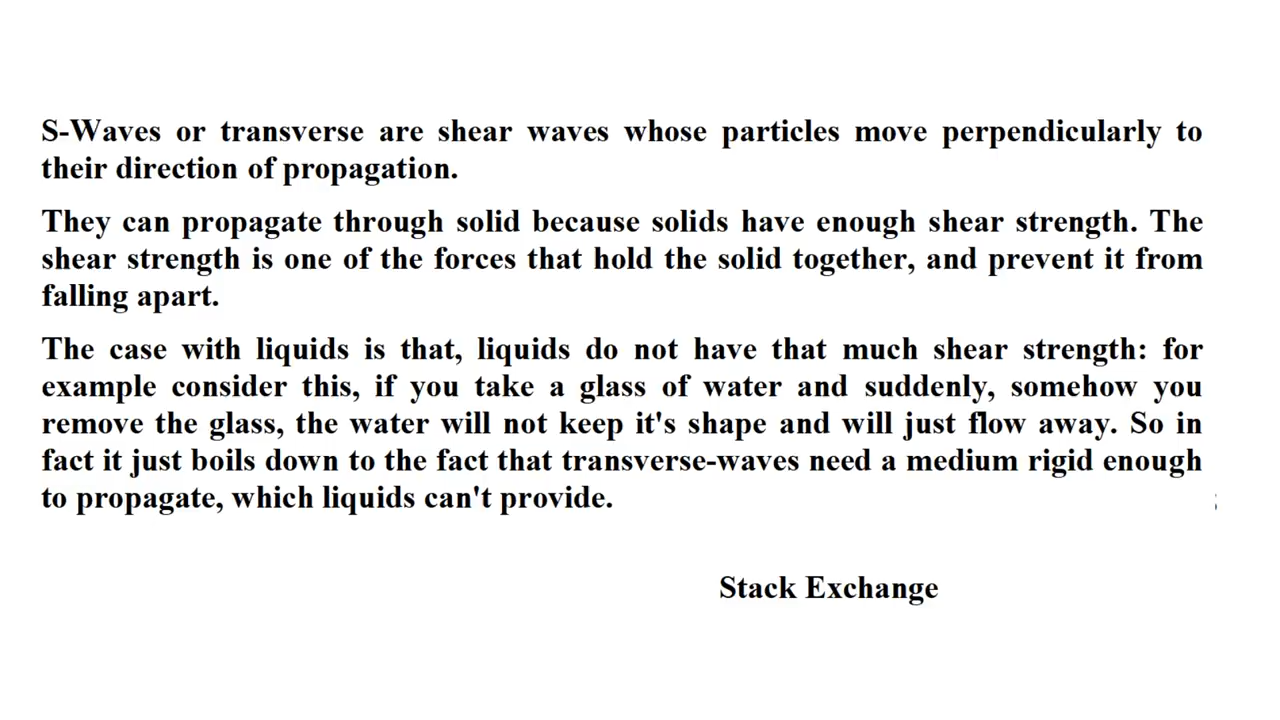 S-Waves or transverse are shear waves whose particles move perpendicularly to
their direction of propagation.
They can propagate through solid because solids have enough shear strength. The
shear strength is one of the forces that hold the solid together, and prevent it from
falling apart.
The case with liquids is that, liquids do not have that much shear strength: for
example consider this, if you take a glass of water and suddenly, somehow you
remove the glass, the water will not keep it's shape and will just flow away. So in
fact it just boils down to the fact that transverse-waves need a medium rigid enough
to propagate, which liquids can't provide.
Stack Exchange